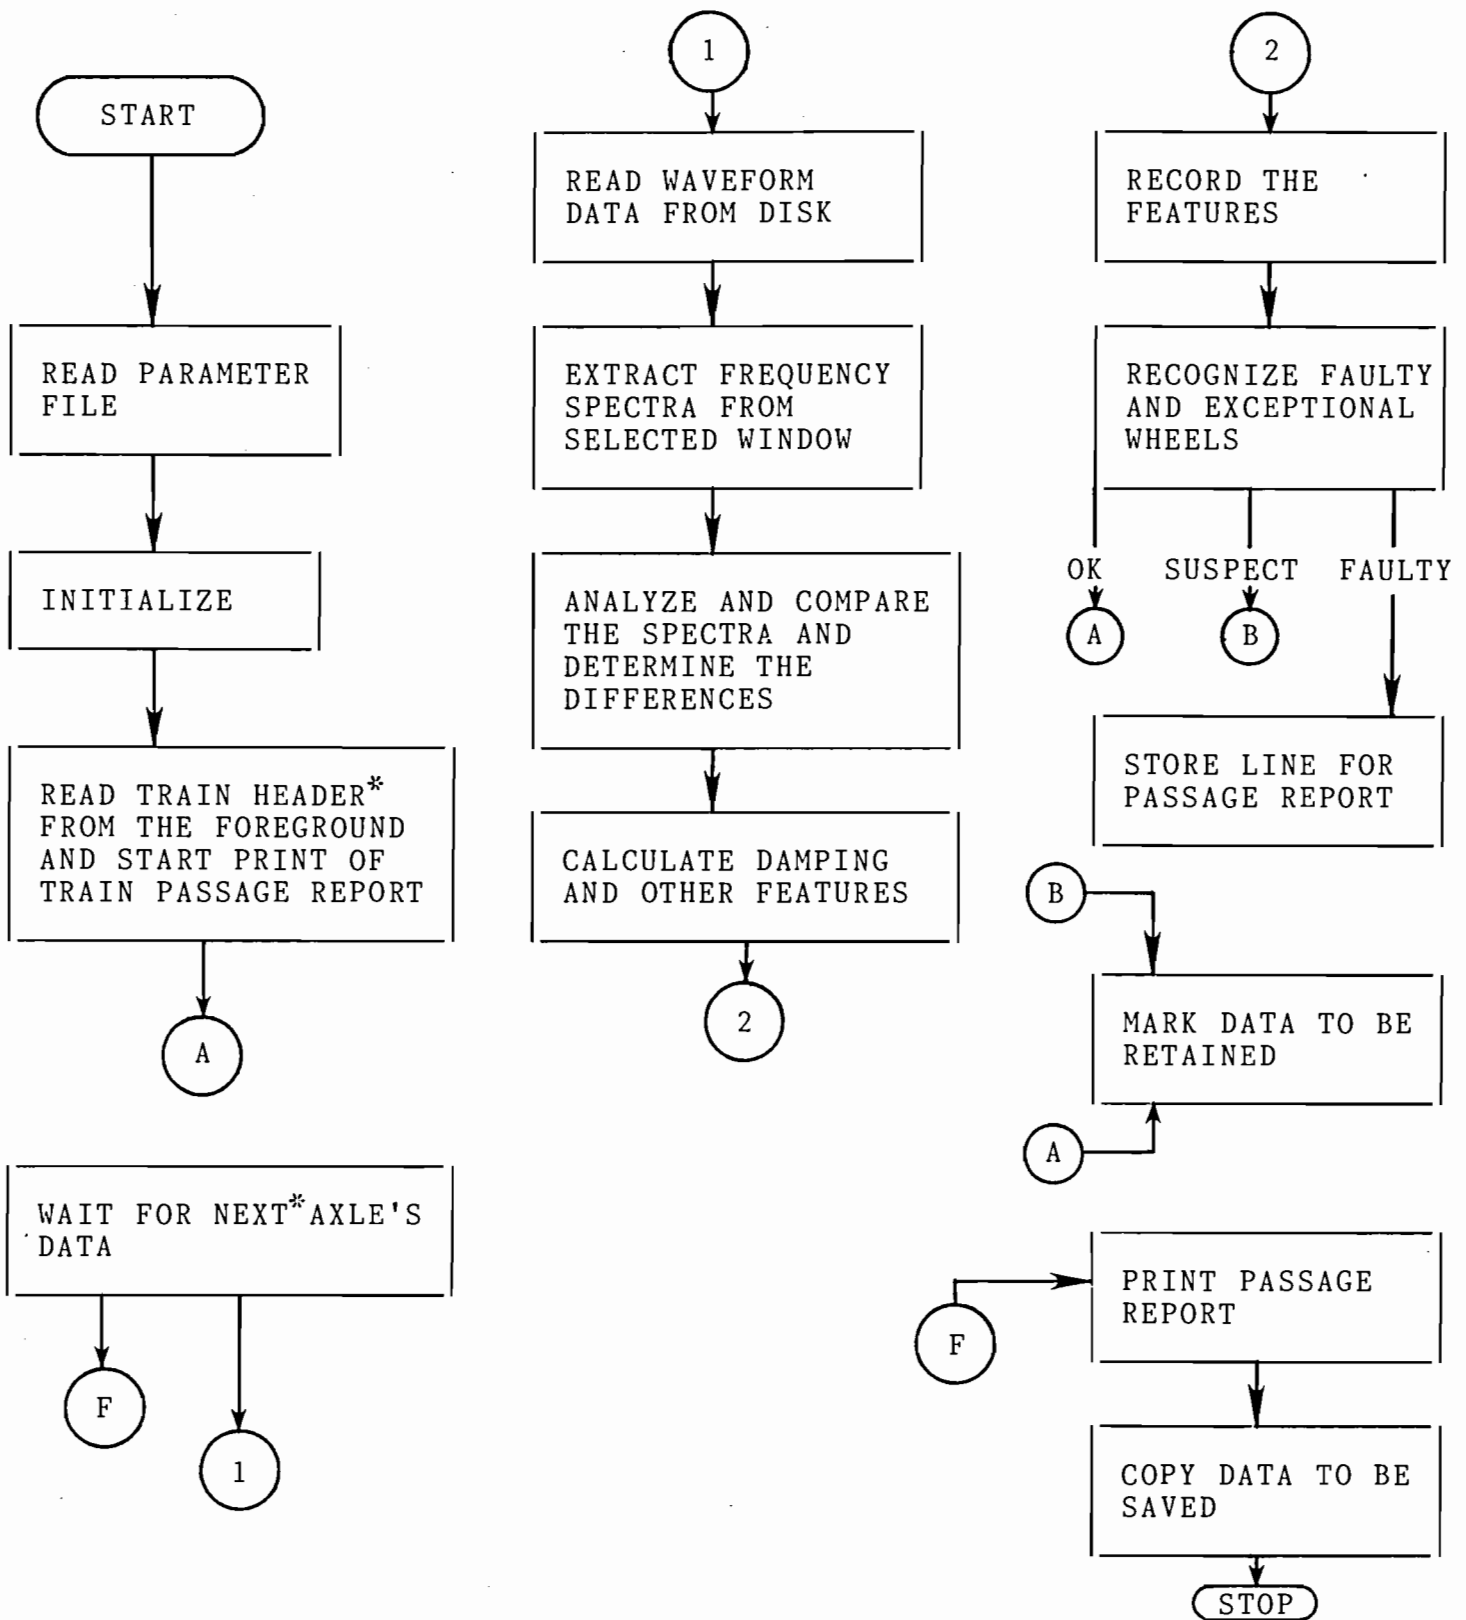 START
READ PARAMETER
FILE
INITIALIZE
READ TRAIN HEADER*
FROM THE FOREGROUND
AND START PRINT OF
TRAIN PASSAGE REPORT
A
WAIT FOR NEXT*AXLE'S
DATA
F
1
1
READ WAVEFORM
DATA FROM DISK
EXTRACT FREQUENCY
SPECTRA FROM
SELECTED WINDOW
ANALYZE AND COMPARE
THE SPECTRA AND
DETERMINE THE
DIFFERENCES
CALCULATE DAMPING
AND OTHER FEATURES
2
2
RECORD THE
FEATURES
RECOGNIZE FAULTY
AND EXCEPTIONAL
WHEELS
OK SUSPECT FAULTY
A B
STORE LINE FOR
PASSAGE REPORT
B
MARK DATA TO BE
RETAINED
A
PRINT PASSAGE
REPORT
F
COPY DATA TO BE
SAVED
STOP